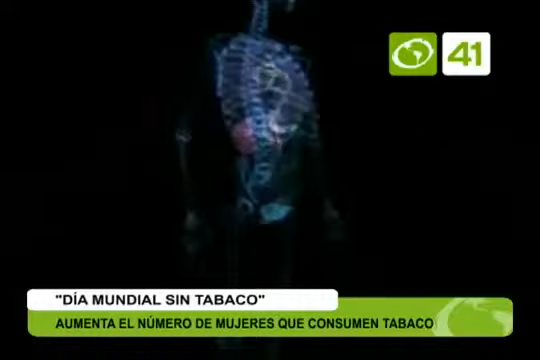 41
"DÍA MUNDIAL SIN TABACO"
AUMENTA EL NÚMERO DE MUJERES QUE CONSUMEN TABACO